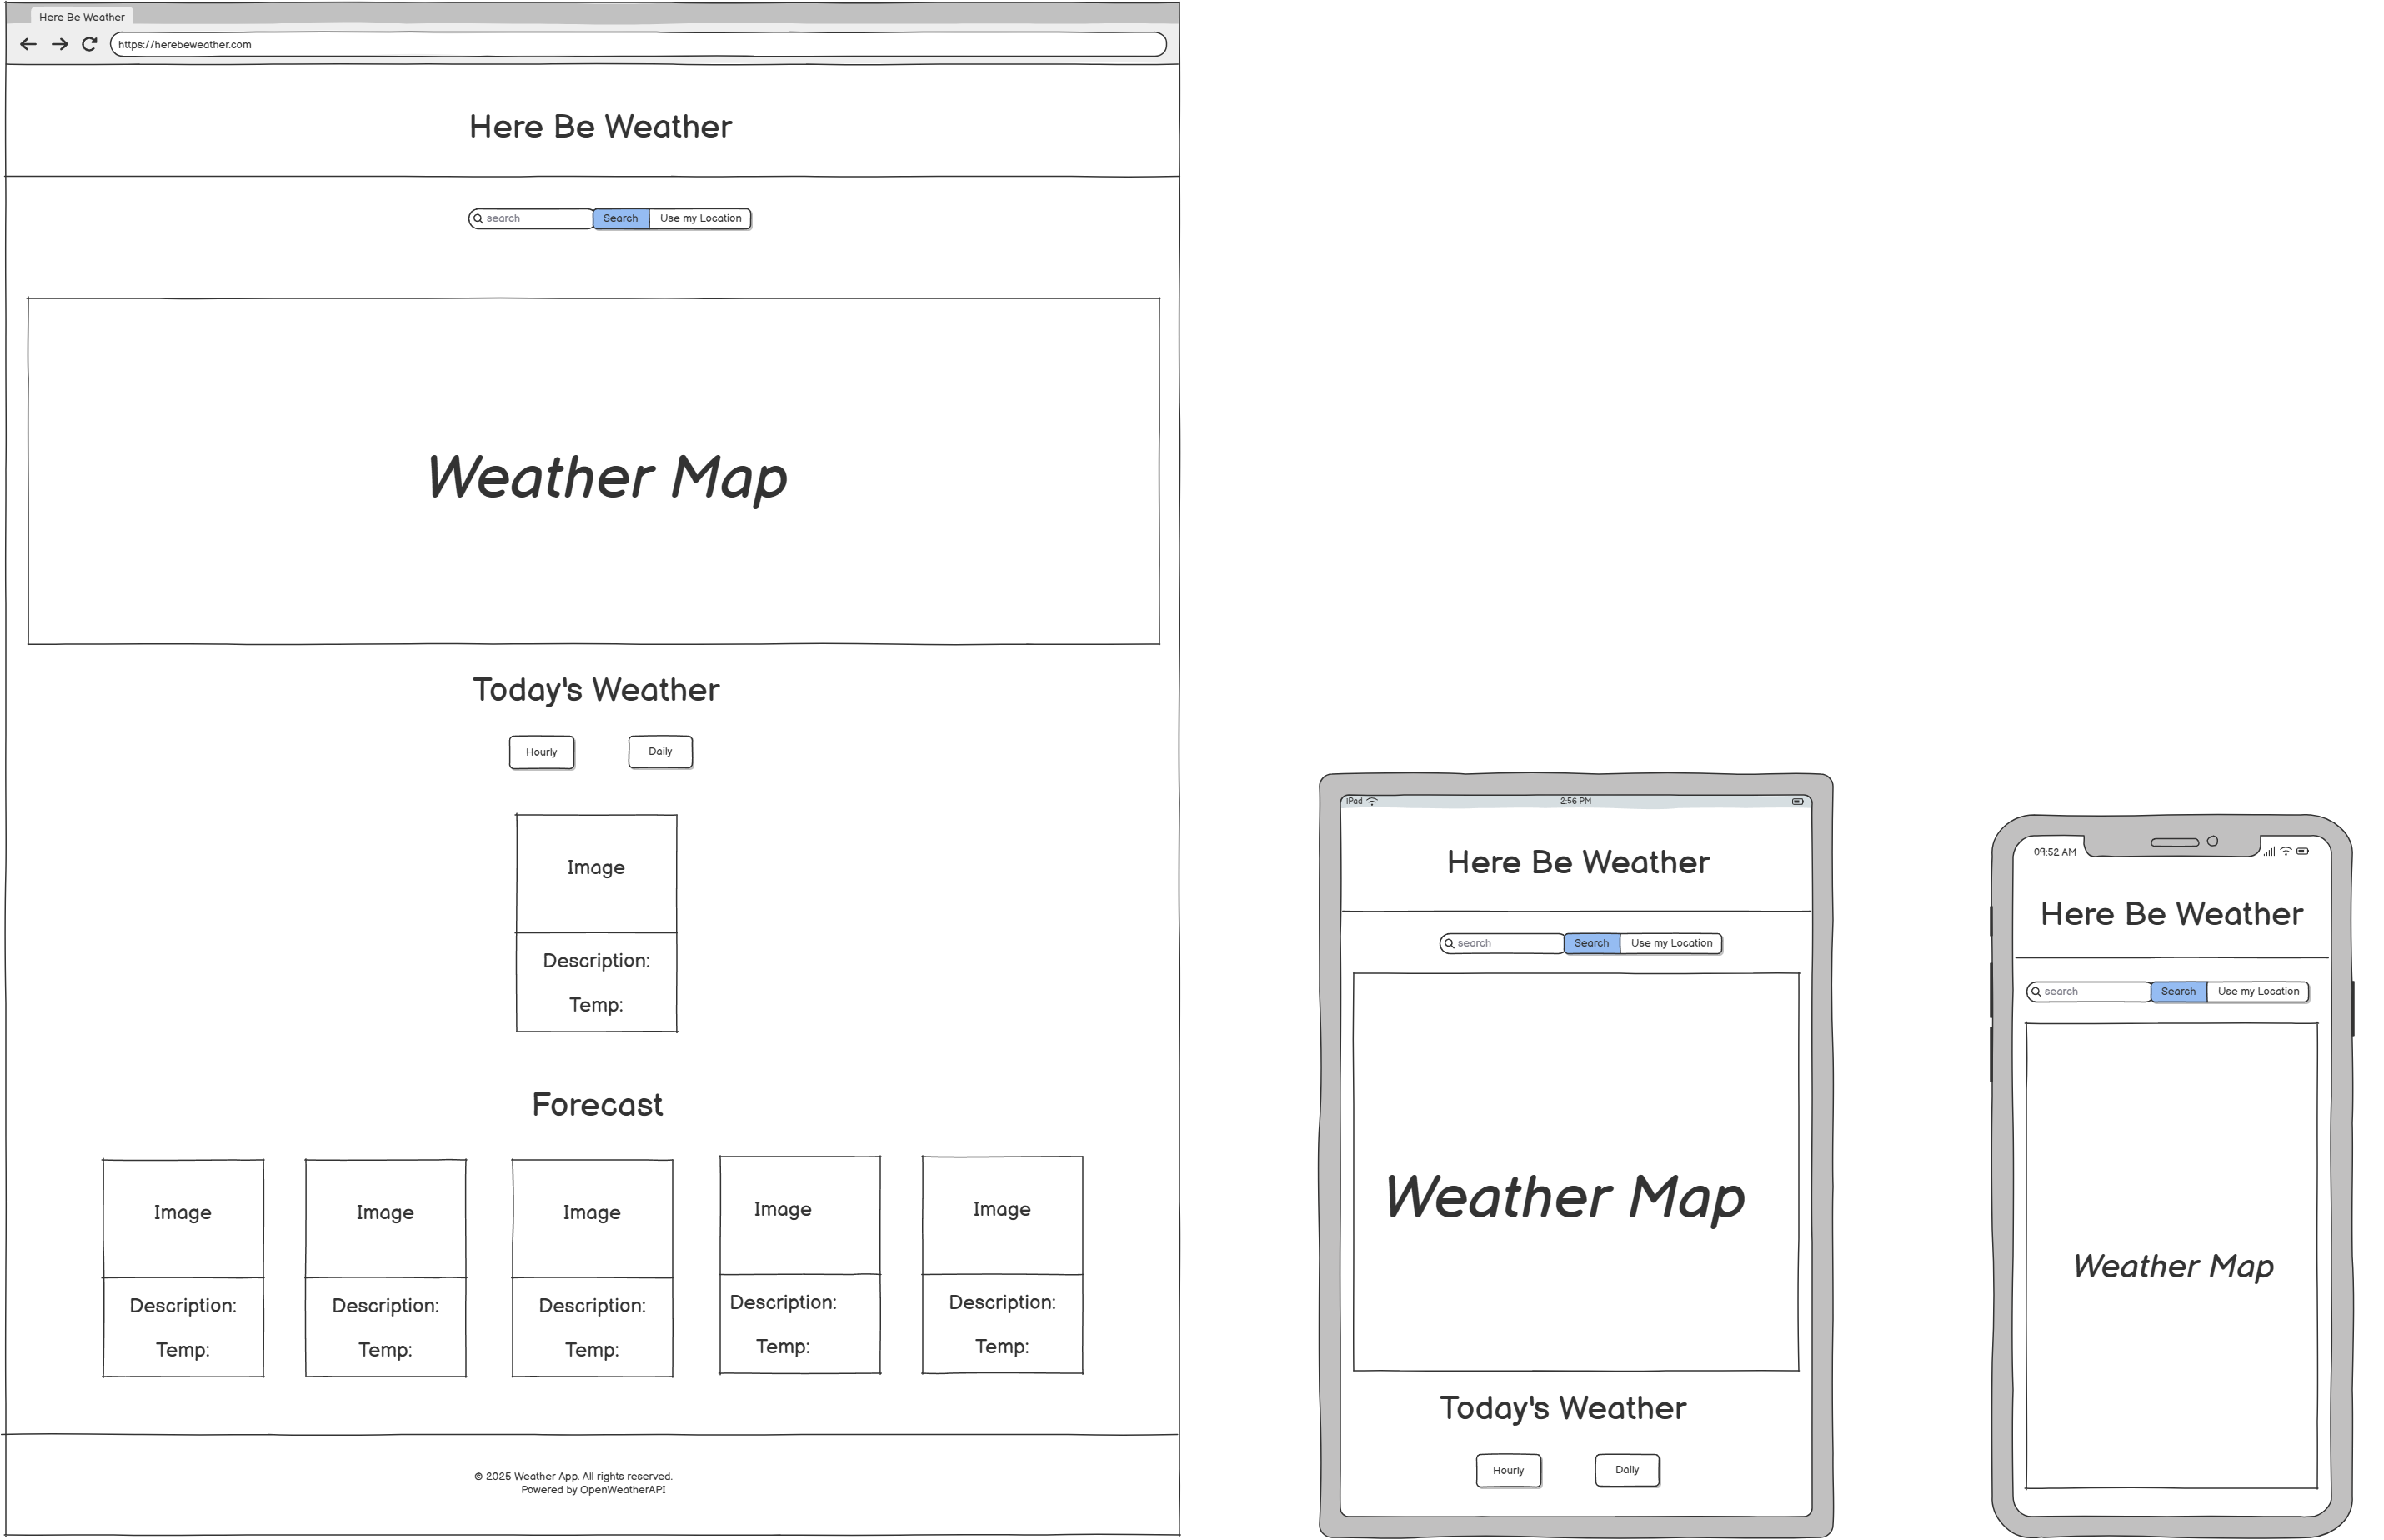 Here Be Weather
https://herebeweather.com
Here Be Weather
search Search Use my Location
Weather Map
Today's Weather
Hourly Daily
Image
Description:
Temp:
Forecast
Image Image Image Image Image
Description: Description: Description: Description: Description:
Temp: Temp: Temp: Temp: Temp:
© 2025 Weather App. All rights reserved.
Powered by OpenWeatherAPI
iPad 2:56 PM
Here Be Weather
search Search Use my Location
Weather Map
Today's Weather
Hourly Daily
09:52 AM
Here Be Weather
search Search Use my Location
Weather Map